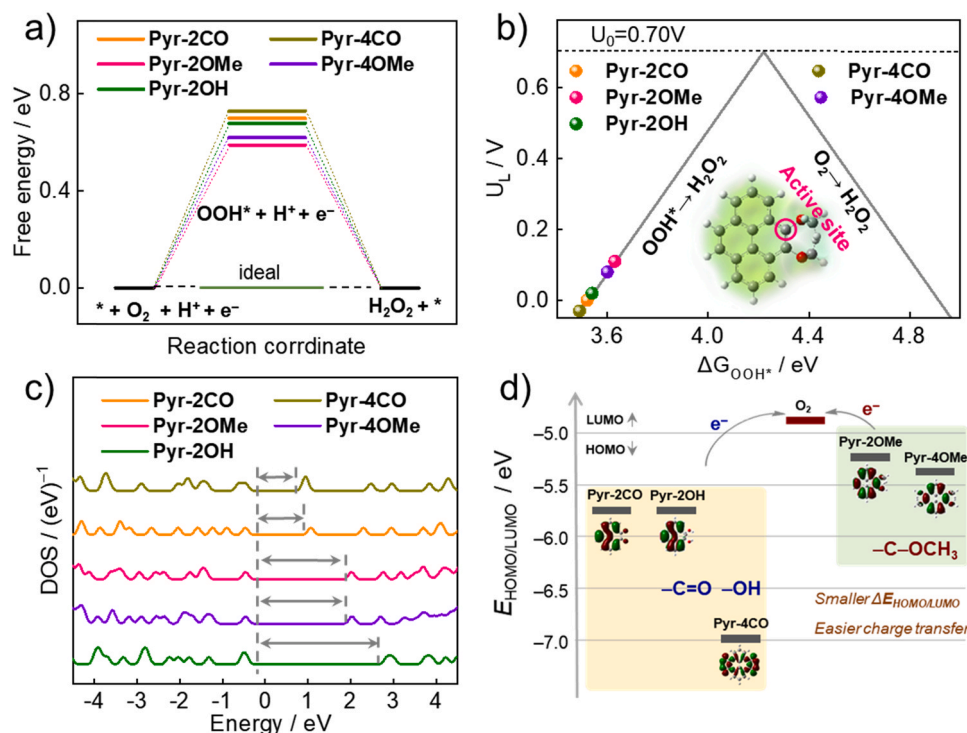 a)
Pyr-2CO
Pyr-4CO
Pyr-2OMe
Pyr-4OMe
Pyr-2OH
Free energy / eV
0.8
0.4
0.0
OOH* + H⁺ + e⁻
ideal
* + O₂ + H⁺ + e⁻
H₂O₂ + *
Reaction corrdinate
b)
U₀=0.70V
Pyr-2CO
Pyr-4CO
Pyr-2OMe
Pyr-4OMe
Pyr-2OH
U_L / V
0.6
0.4
0.2
0.0
OOH*→H₂O₂
O₂→H₂O₂
Active site
3.6 4.0 4.4 4.8
ΔG_OOH* / eV
c)
Pyr-2CO
Pyr-4CO
Pyr-2OMe
Pyr-4OMe
Pyr-2OH
DOS / (eV)⁻¹
-4 -3 -2 -1 0 1 2 3 4
Energy / eV
d)
E_HOMO/LUMO / eV
LUMO
HOMO
O₂
e⁻
e⁻
–5.0
–5.5
–6.0
–6.5
–7.0
Pyr-2OMe
Pyr-4OMe
Pyr-2CO
Pyr-2OH
–C–OCH₃
–C=O –OH
Smaller ΔE_HOMO/LUMO
Pyr-4CO
Easier charge transfer